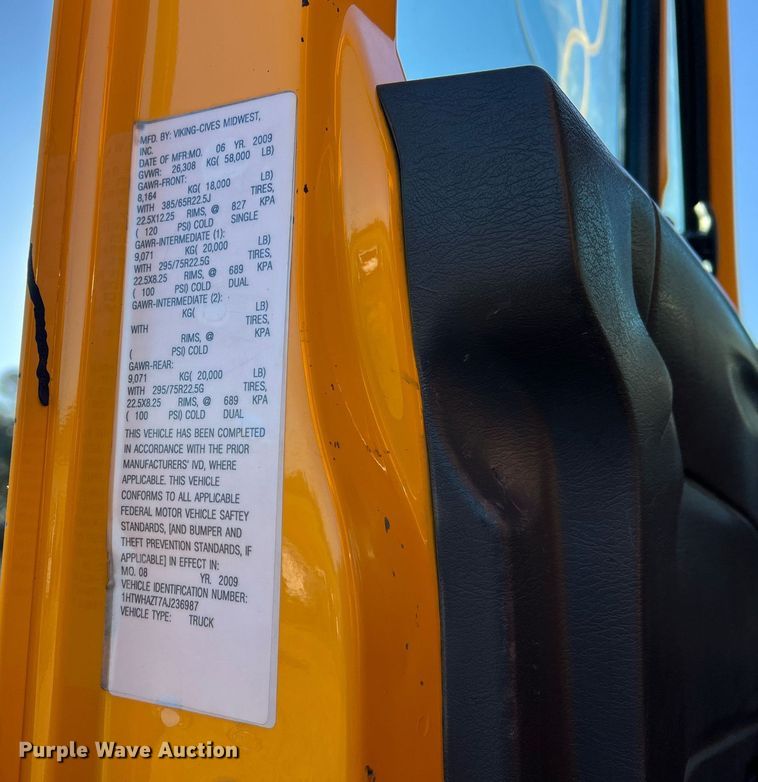 MFD. BY: VIKING-CIVES MIDWEST,
INC.
DATE OF MFR:MO. 06 YR. 2009
GVWR: 26,308 KG( 58,000 LB)
GAWR-FRONT:
8,164 KG( 18,000 LB)
WITH 385/65R22.5J TIRES,
22.5X12.25 RIMS, @ 827 KPA
( 120 PSI) COLD SINGLE
GAWR-INTERMEDIATE (1):
9,071 KG( 20,000 LB)
WITH 295/75R22.5G TIRES,
22.5X8.25 RIMS, @ 689 KPA
( 100 PSI) COLD DUAL
GAWR-INTERMEDIATE (2):
KG( LB)
WITH TIRES,
RIMS, @ KPA
( PSI) COLD
GAWR-REAR:
9,071 KG( 20,000 LB)
WITH 295/75R22.5G TIRES,
22.5X8.25 RIMS, @ 689 KPA
( 100 PSI) COLD DUAL
THIS VEHICLE HAS BEEN COMPLETED
IN ACCORDANCE WITH THE PRIOR
MANUFACTURERS' IVD, WHERE
APPLICABLE. THIS VEHICLE
CONFORMS TO ALL APPLICABLE
FEDERAL MOTOR VEHICLE SAFTEY
STANDARDS, [AND BUMPER AND
THEFT PREVENTION STANDARDS, IF
APPLICABLE] IN EFFECT IN:
MO. 08 YR. 2009
VEHICLE IDENTIFICATION NUMBER:
1HTWHAZT7AJ236987
VEHICLE TYPE: TRUCK
Purple Wave Auction